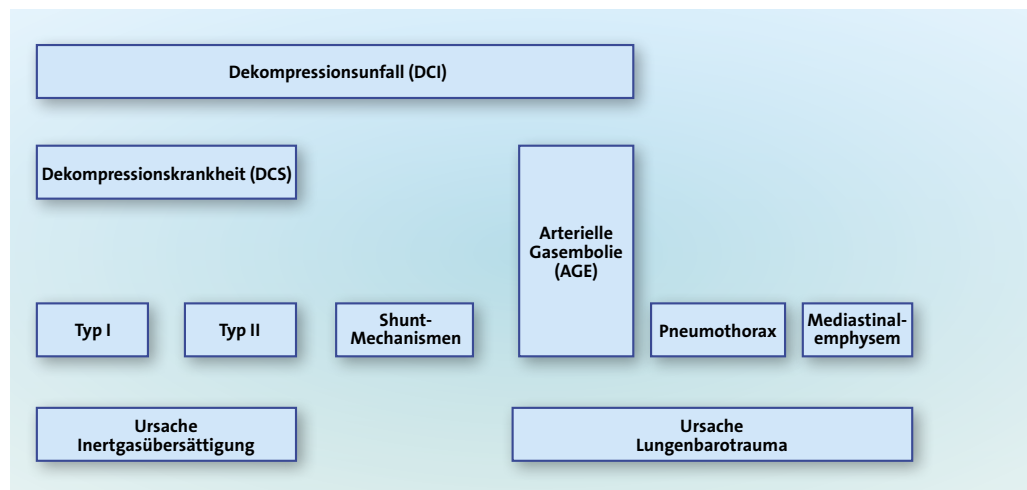 Dekompressionsunfall (DCI)
Dekompressionskrankheit (DCS)
Arterielle
Gasembolie
(AGE)
Typ I
Typ II
Shunt-
Mechanismen
Pneumothorax
Mediastinal-
emphysem
Ursache
Inertgasübersättigung
Ursache
Lungenbarotrauma